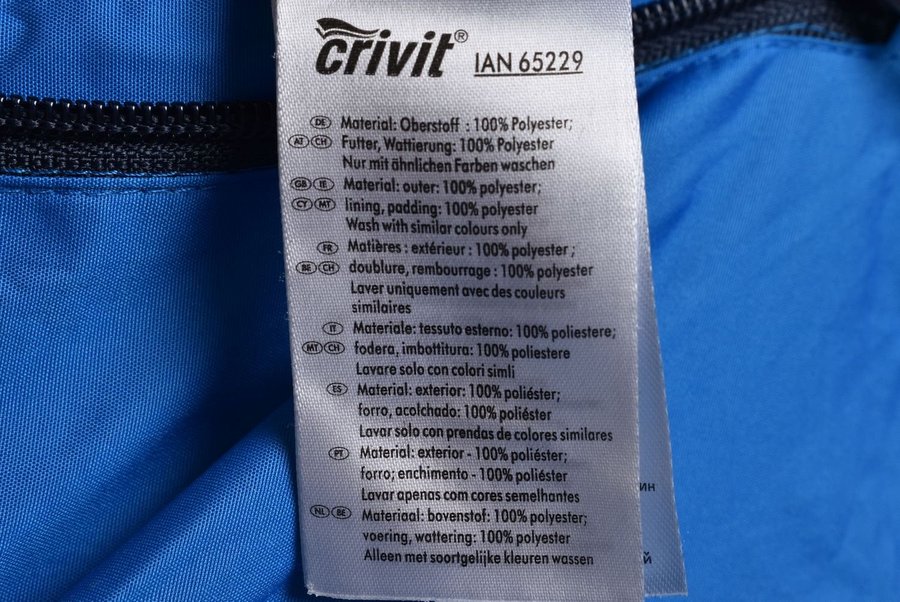 crivit® IAN 65229
DE Material: Oberstoff : 100% Polyester;
AT CH Futter, Wattierung: 100% Polyester
Nur mit ähnlichen Farben waschen
GB IE Material: outer: 100% polyester;
CY MT lining, padding: 100% polyester
Wash with similar colours only
FR Matières : extérieur : 100% polyester ;
BE CH doublure, rembourrage : 100% polyester
Laver uniquement avec des couleurs
similaires
IT Materiale: tessuto esterno: 100% poliestere;
MT CH fodera, imbottitura: 100% poliestere
Lavare solo con colori simli
ES Material: exterior: 100% poliéster;
forro, acolchado: 100% poliéster
Lavar solo con prendas de colores similares
PT Material: exterior - 100% poliéster
forro; enchimento - 100% poliéster
Lavar apenas com cores semelhantes
NL BE Materiaal: bovenstof: 100% polyester;
voering, wattering: 100% polyester
Alleen met soortgelijke kleuren wassen